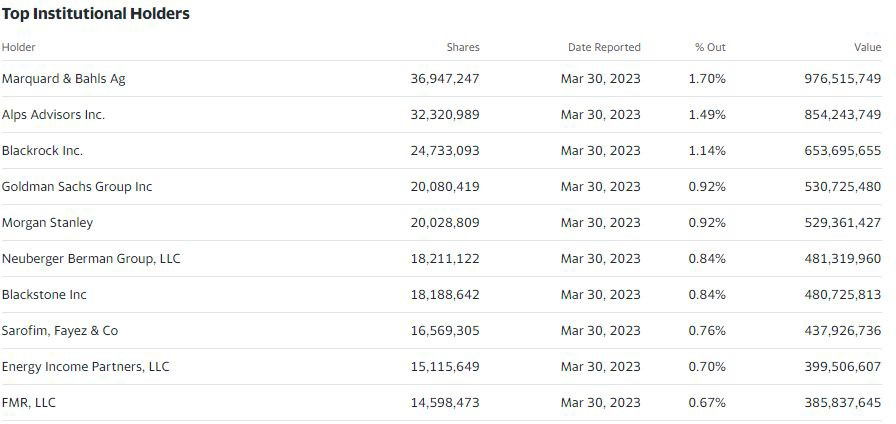 Top Institutional Holders
Holder Shares Date Reported % Out Value
Marquard & Bahls Ag 36,947,247 Mar 30, 2023 1.70% 976,515,749
Alps Advisors Inc. 32,320,989 Mar 30, 2023 1.49% 854,243,749
Blackrock Inc. 24,733,093 Mar 30, 2023 1.14% 653,695,655
Goldman Sachs Group Inc 20,080,419 Mar 30, 2023 0.92% 530,725,480
Morgan Stanley 20,028,809 Mar 30, 2023 0.92% 529,361,427
Neuberger Berman Group, LLC 18,211,122 Mar 30, 2023 0.84% 481,319,960
Blackstone Inc 18,188,642 Mar 30, 2023 0.84% 480,725,813
Sarofim, Fayez & Co 16,569,305 Mar 30, 2023 0.76% 437,926,736
Energy Income Partners, LLC 15,115,649 Mar 30, 2023 0.70% 399,506,607
FMR, LLC 14,598,473 Mar 30, 2023 0.67% 385,837,645